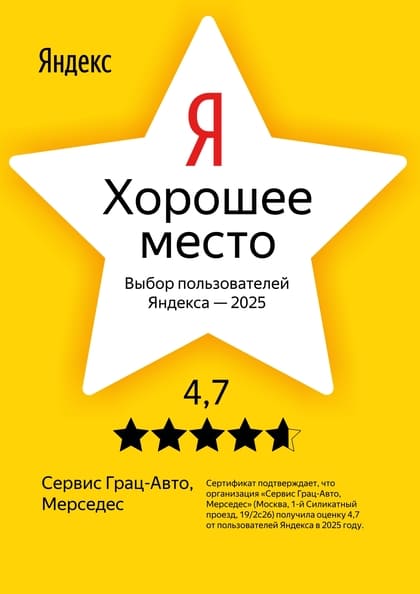 Яндекс
Я
Хорошее
место
Выбор пользователей
Яндекса — 2025
4,7
Сервис Грац-Авто,
Мерседес
Сертификат подтверждает, что
организация «Сервис Грац-Авто,
Мерседес» (Москва, 1-й Силикатный
проезд, 19/2с26) получила оценку 4,7
от пользователей Яндекса в 2025 году.